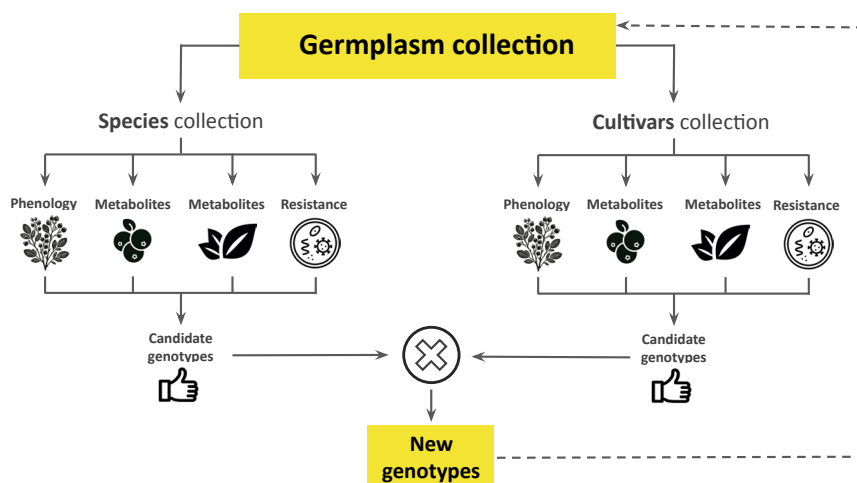 Germplasm collection
Species collection
Cultivars collection
Phenology Metabolites Metabolites Resistance
Phenology Metabolites Metabolites Resistance
Candidate
genotypes
Candidate
genotypes
New
genotypes